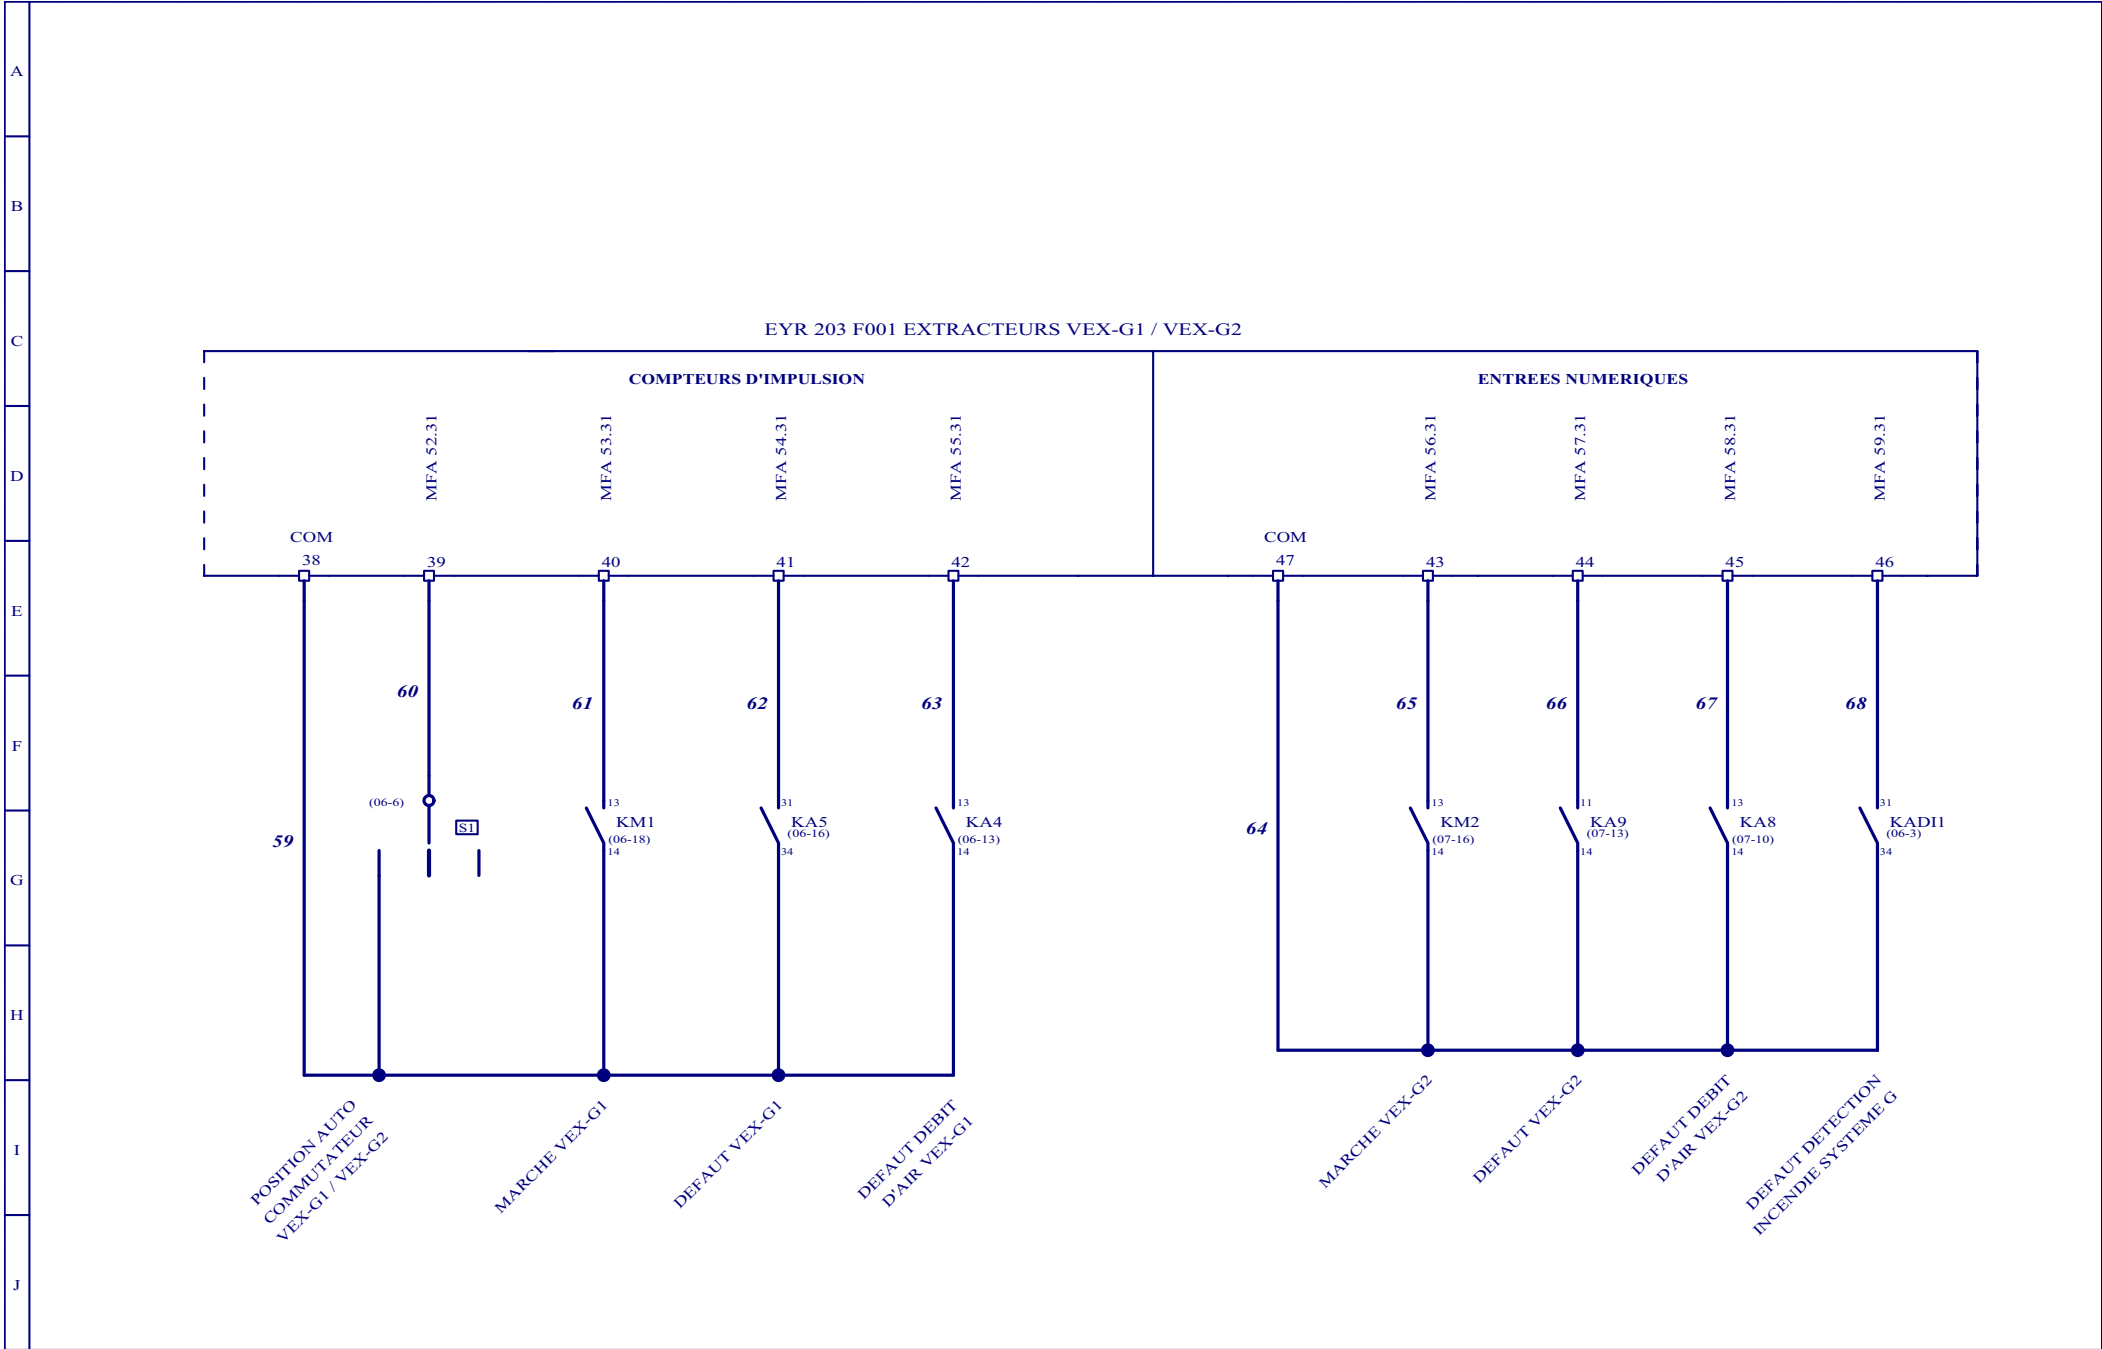 A
B
C
D
E
F
G
H
I
J
EYR 203 F001 EXTRACTEURS VEX-G1 / VEX-G2
COMPTEURS D'IMPULSION
ENTREES NUMERIQUES
MFA 52.31
MFA 53.31
MFA 54.31
MFA 55.31
MFA 56.31
MFA 57.31
MFA 58.31
MFA 59.31
COM
38
39
40
41
42
COM
47
43
44
45
46
59
60
61
62
63
64
65
66
67
68
(06-6)
S1
13
KM1
(06-18)
14
31
KA5
(06-16)
34
13
KA4
(06-13)
14
13
KM2
(07-16)
14
11
KA9
(07-13)
14
13
KA8
(07-10)
14
31
KADI1
(06-3)
34
POSITION AUTO
COMMUTATEUR
VEX-G1 / VEX-G2
MARCHE VEX-G1
DEFAUT VEX-G1
DEFAUT DEBIT
D'AIR VEX-G1
MARCHE VEX-G2
DEFAUT VEX-G2
DEFAUT DEBIT
D'AIR VEX-G2
DEFAUT DETECTION
INCENDIE SYSTEME G